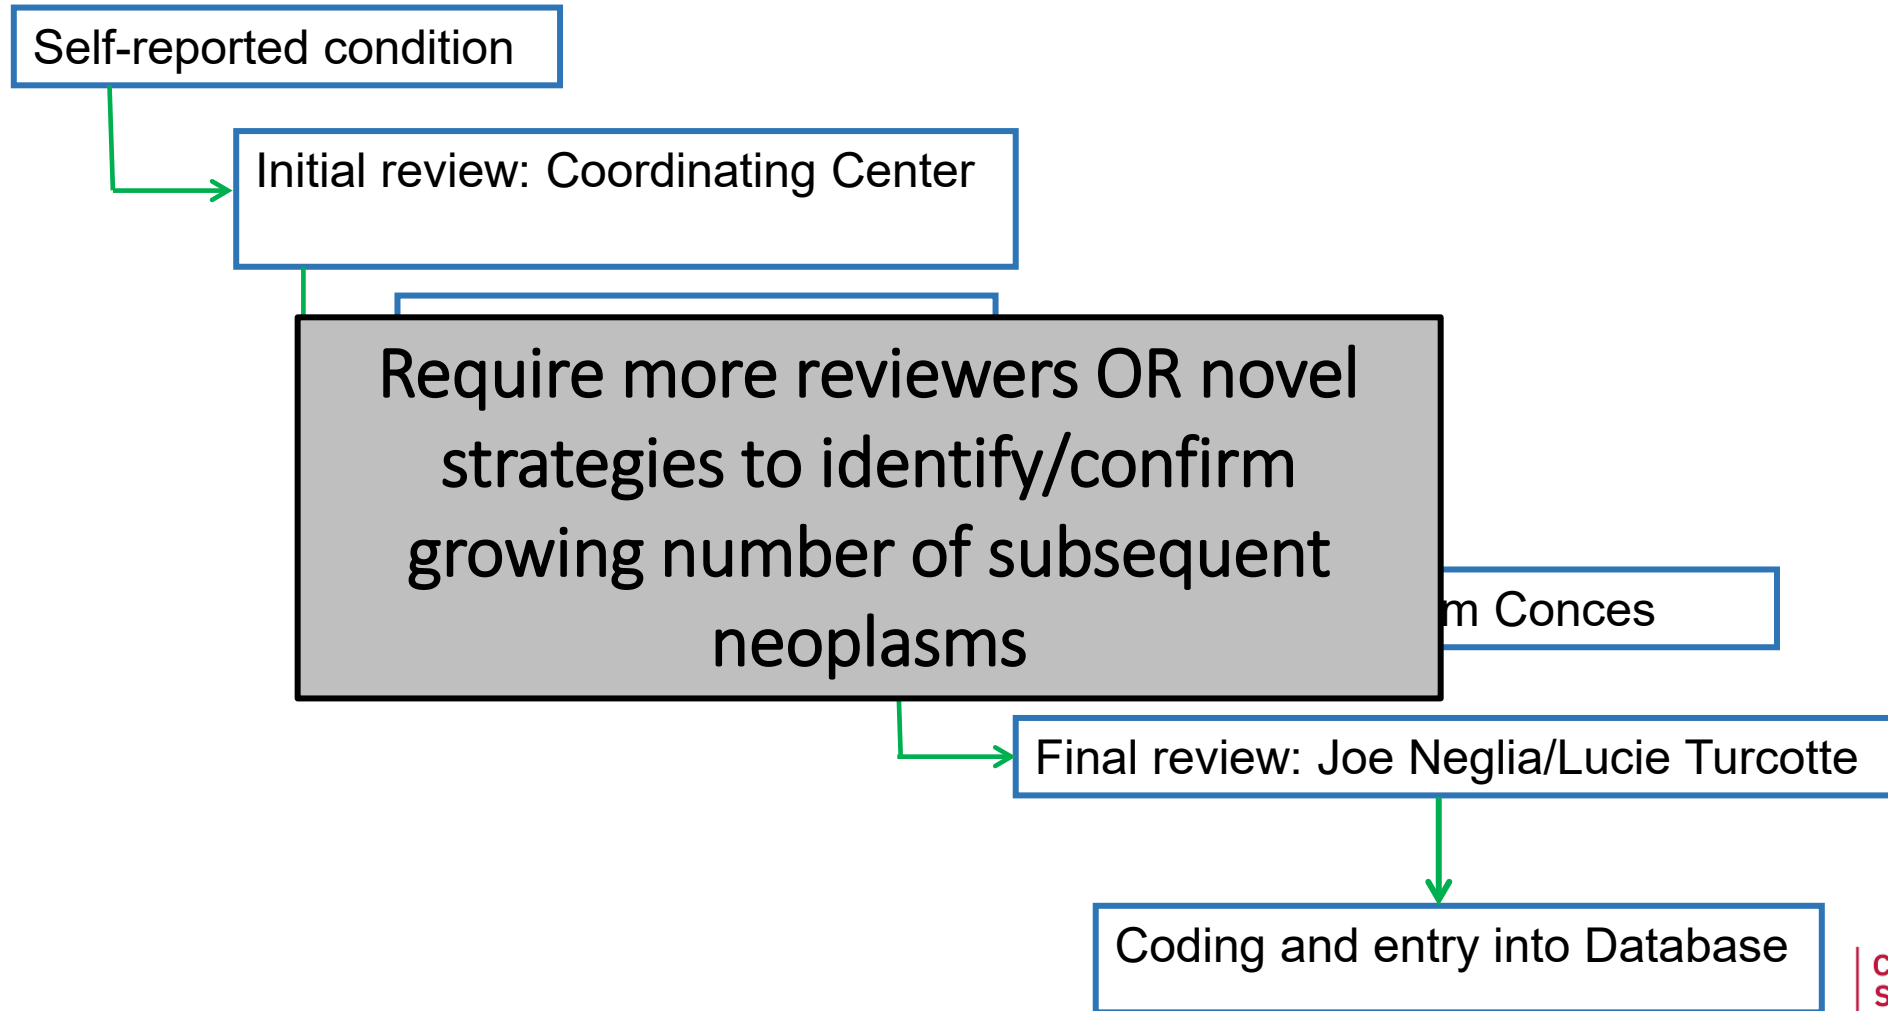 Self-reported condition
Initial review: Coordinating Center
Require more reviewers OR novel
strategies to identify/confirm
growing number of subsequent
neoplasms
m Conces
Final review: Joe Neglia/Lucie Turcotte
Coding and entry into Database
C
S